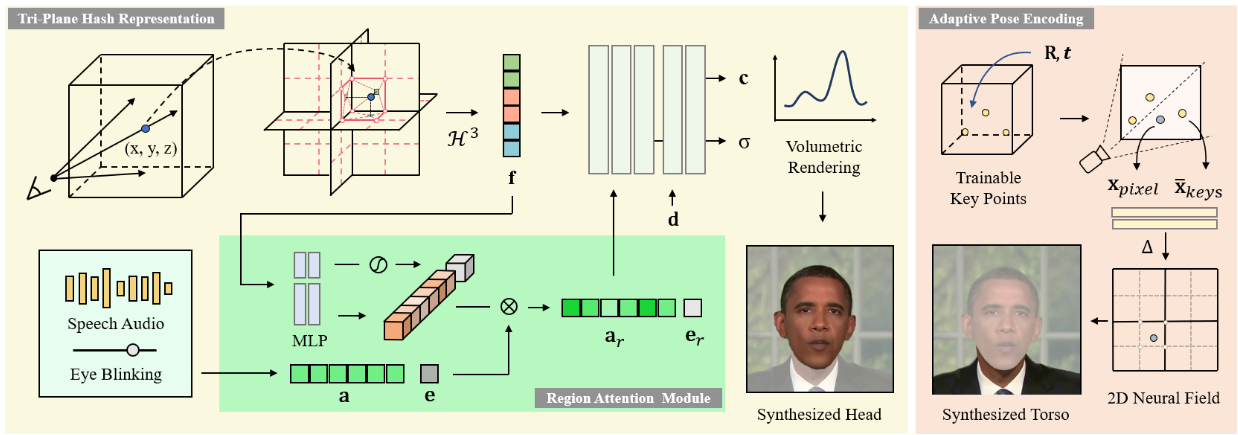 Tri-Plane Hash Representation
(x, y, z)
ℋ³
f
c
σ
d
Volumetric
Rendering
Speech Audio
Eye Blinking
MLP
a
e
a_r
e_r
Region Attention Module
Synthesized Head
Adaptive Pose Encoding
R, t
Trainable
Key Points
x_pixel
x̄_keys
Δ
Synthesized Torso
2D Neural Field